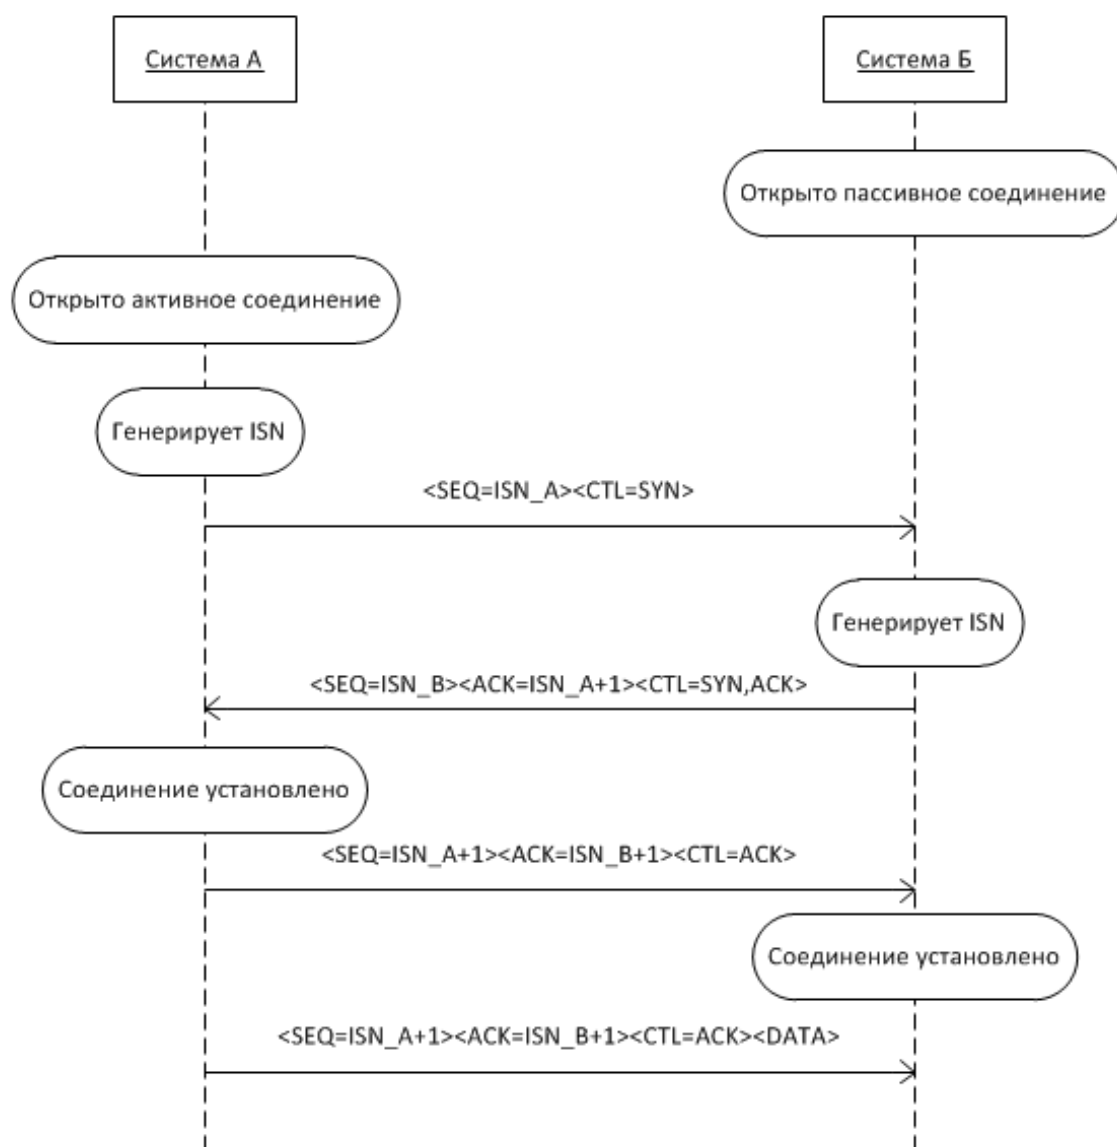 Система А
Система Б
Открыто пассивное соединение
Открыто активное соединение
Генерирует ISN
<SEQ=ISN_A><CTL=SYN>
Генерирует ISN
<SEQ=ISN_B><ACK=ISN_A+1><CTL=SYN,ACK>
Соединение установлено
<SEQ=ISN_A+1><ACK=ISN_B+1><CTL=ACK>
Соединение установлено
<SEQ=ISN_A+1><ACK=ISN_B+1><CTL=ACK><DATA>